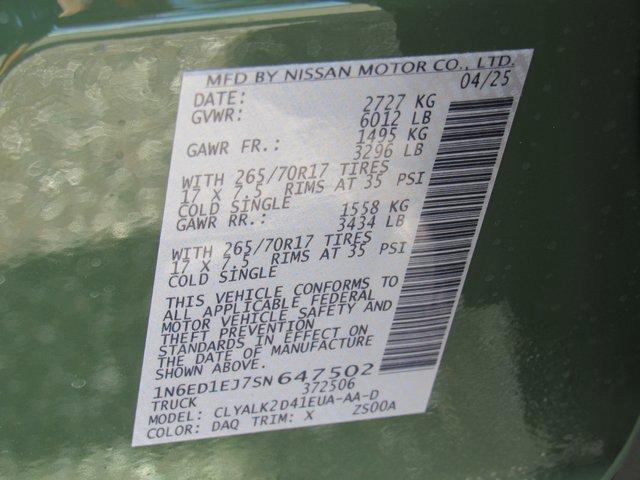 MFD BY NISSAN MOTOR CO., LTD.
DATE: 04/25
GVWR: 2727 KG
6012 LB
GAWR FR.: 1495 KG
3296 LB
WITH 265/70R17 TIRES
17 X 7.5 RIMS AT 35 PSI
COLD SINGLE
GAWR RR.: 1558 KG
3434 LB
WITH 265/70R17 TIRES
17 X 7.5 RIMS AT 35 PSI
COLD SINGLE
THIS VEHICLE CONFORMS TO
ALL APPLICABLE FEDERAL
MOTOR VEHICLE SAFETY AND
THEFT PREVENTION
STANDARDS IN EFFECT ON
THE DATE OF MANUFACTURE
SHOWN ABOVE.
1N6ED1EJ7SN647502
TRUCK 372506
MODEL: CLYALK2D41EUA-AA-D
COLOR: DAQ TRIM: X ZS00A